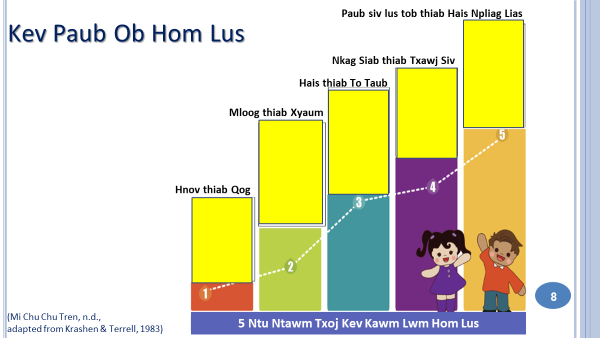 Kev Paub Ob Hom Lus
Paub siv lus tob thiab Hais Npliag Lias
Nkag Siab thiab Txawj Siv
Hais thiab To Taub
Mloog thiab Xyaum
Hnov thiab Qog
1
2
3
4
5
8
5 Ntu Ntawm Txoj Kev Kawm Lwm Hom Lus
(Mi Chu Chu Tren, n.d.,
adapted from Krashen & Terrell, 1983)